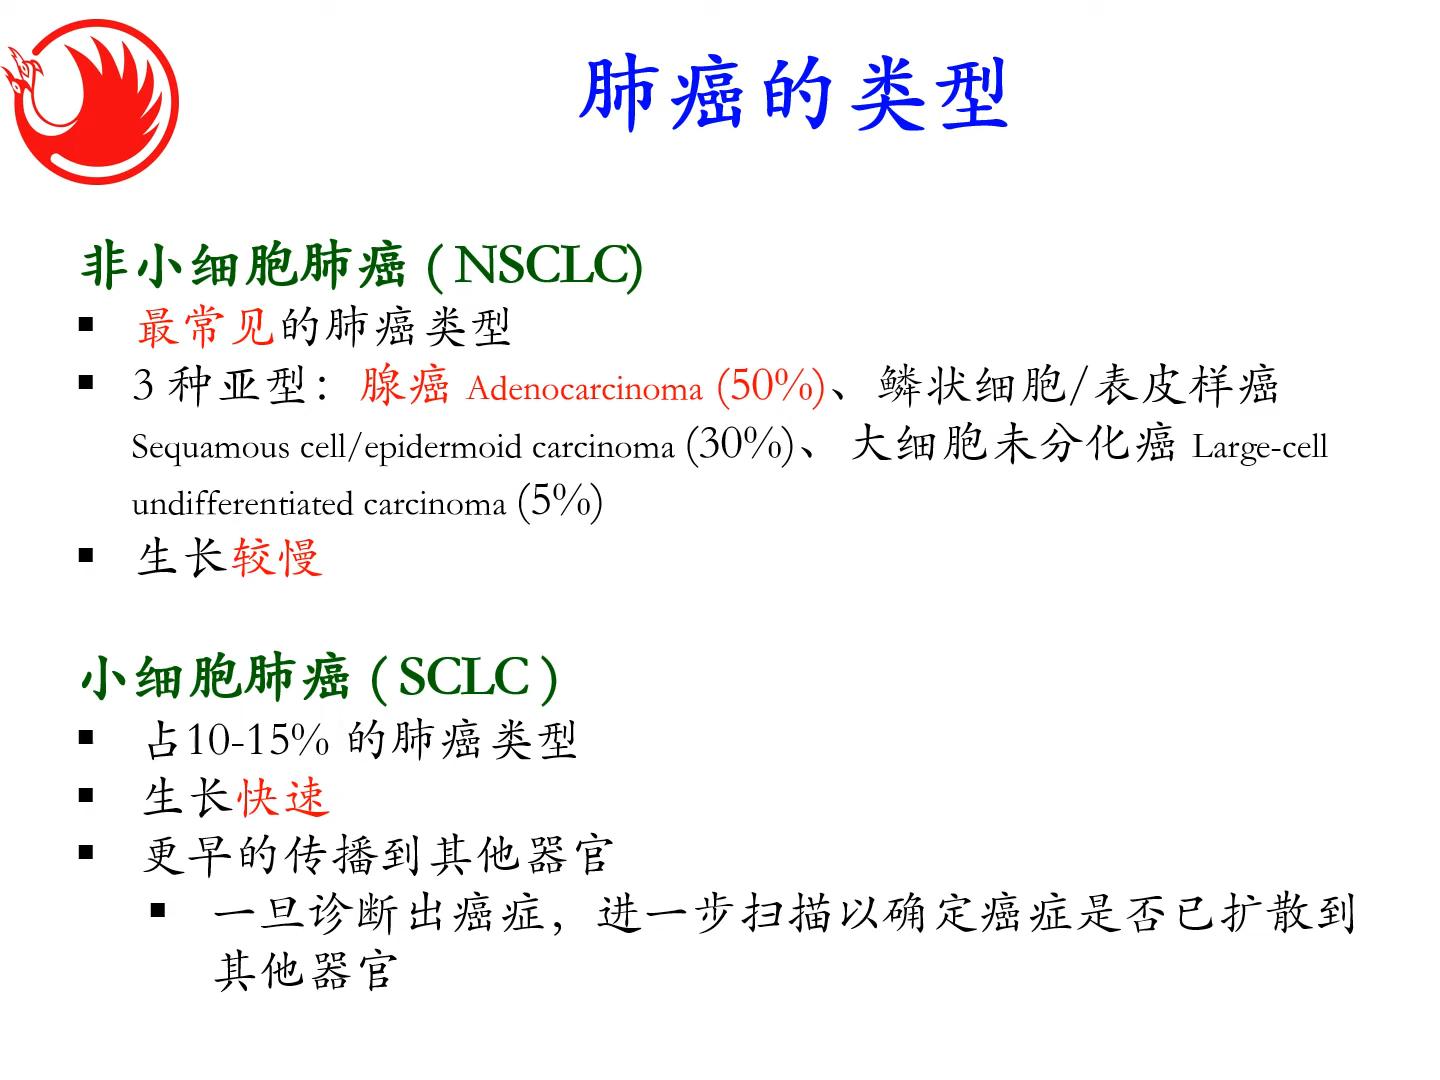 肺癌的类型
非小细胞肺癌 ( NSCLC)
▪ 最常见的肺癌类型
▪ 3 种亚型：腺癌 Adenocarcinoma (50%)、鳞状细胞/表皮样癌
Sequamous cell/epidermoid carcinoma (30%)、大细胞未分化癌 Large-cell
undifferentiated carcinoma (5%)
▪ 生长较慢
小细胞肺癌 ( SCLC )
▪ 占10-15% 的肺癌类型
▪ 生长快速
▪ 更早的传播到其他器官
▪ 一旦诊断出癌症，进一步扫描以确定癌症是否已扩散到
其他器官